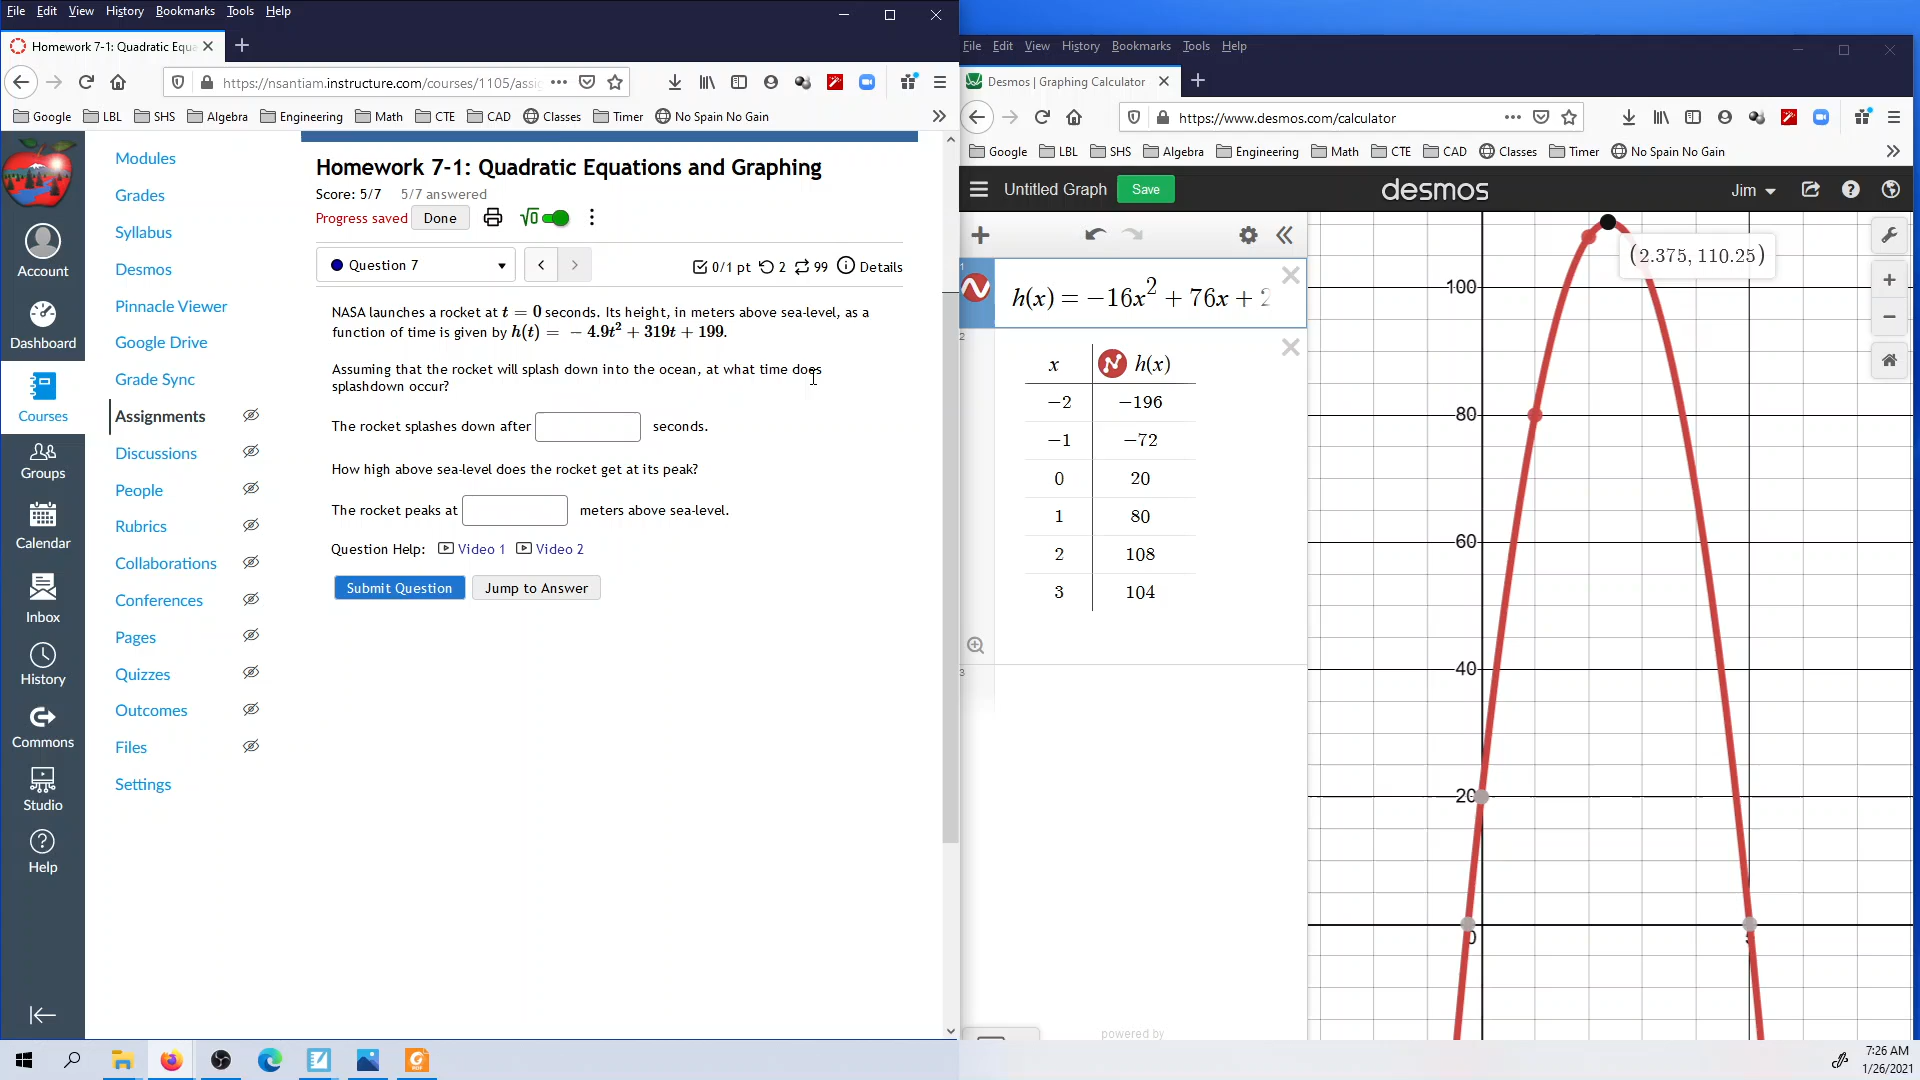 File Edit View History Bookmarks Tools Help
Homework 7-1: Quadratic Equa
https://nsantiam.instructure.com/courses/1105/assig
Google LBL SHS Algebra Engineering Math CTE CAD Classes Timer No Spain No Gain
Account
Dashboard
Courses
Groups
Calendar
Inbox
History
Commons
Studio
Help
Modules
Grades
Syllabus
Desmos
Pinnacle Viewer
Google Drive
Grade Sync
Assignments
Discussions
People
Rubrics
Collaborations
Conferences
Pages
Quizzes
Outcomes
Files
Settings
Homework 7-1: Quadratic Equations and Graphing
Score: 5/7 5/7 answered
Progress saved Done √0
Question 7 0/1 pt 2 99 Details
NASA launches a rocket at t = 0 seconds. Its height, in meters above sea-level, as a
function of time is given by h(t) = − 4.9t² + 319t + 199.
Assuming that the rocket will splash down into the ocean, at what time does
splashdown occur?
The rocket splashes down after seconds.
How high above sea-level does the rocket get at its peak?
The rocket peaks at meters above sea-level.
Question Help: Video 1 Video 2
Submit Question Jump to Answer
File Edit View History Bookmarks Tools Help
Desmos | Graphing Calculator
https://www.desmos.com/calculator
Google LBL SHS Algebra Engineering Math CTE CAD Classes Timer No Spain No Gain
Untitled Graph Save desmos Jim
1
h(x) = −16x² + 76x + 2
2
x h(x)
−2 −196
−1 −72
0 20
1 80
2 108
3 104
3
powered by
(2.375, 110.25)
100
80
60
40
20
0 5
7:26 AM
1/26/2021